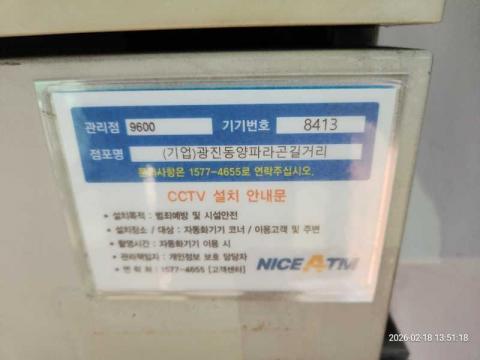 관리점 9600 기기번호 8413
점포명 (기업)광진동양파라곤길거리
문의사항은 1577-4655로 연락주십시오.
CCTV 설치 안내문
• 설치목적 : 범죄예방 및 시설안전
• 설치장소 / 대상 : 자동화기기 코너 / 이용고객 및 주변
• 촬영시간 : 자동화기기 이용 시
• 관리책임자 : 개인정보 보호 담당자
• 연 락 처 : 1577-4655 [고객센터]
NICE ATM
2026-02-18 13:51:18